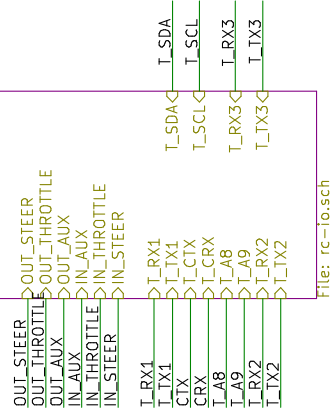 T_SDA
T_SCL
T_RX3
T_TX3
T_SDA
T_SCL
T_RX3
T_TX3
OUT_STEER
OUT_THROTTLE
OUT_AUX
IN_AUX
IN_THROTTLE
IN_STEER
T_RX1
T_TX1
T_CTX
T_CRX
T_A8
T_A9
T_RX2
T_TX2
File: rc-io.sch
OUT_STEER
OUT_THROTTLE
OUT_AUX
IN_AUX
IN_THROTTLE
IN_STEER
T_RX1
T_TX1
CTX
CRX
T_A8
T_A9
T_RX2
T_TX2